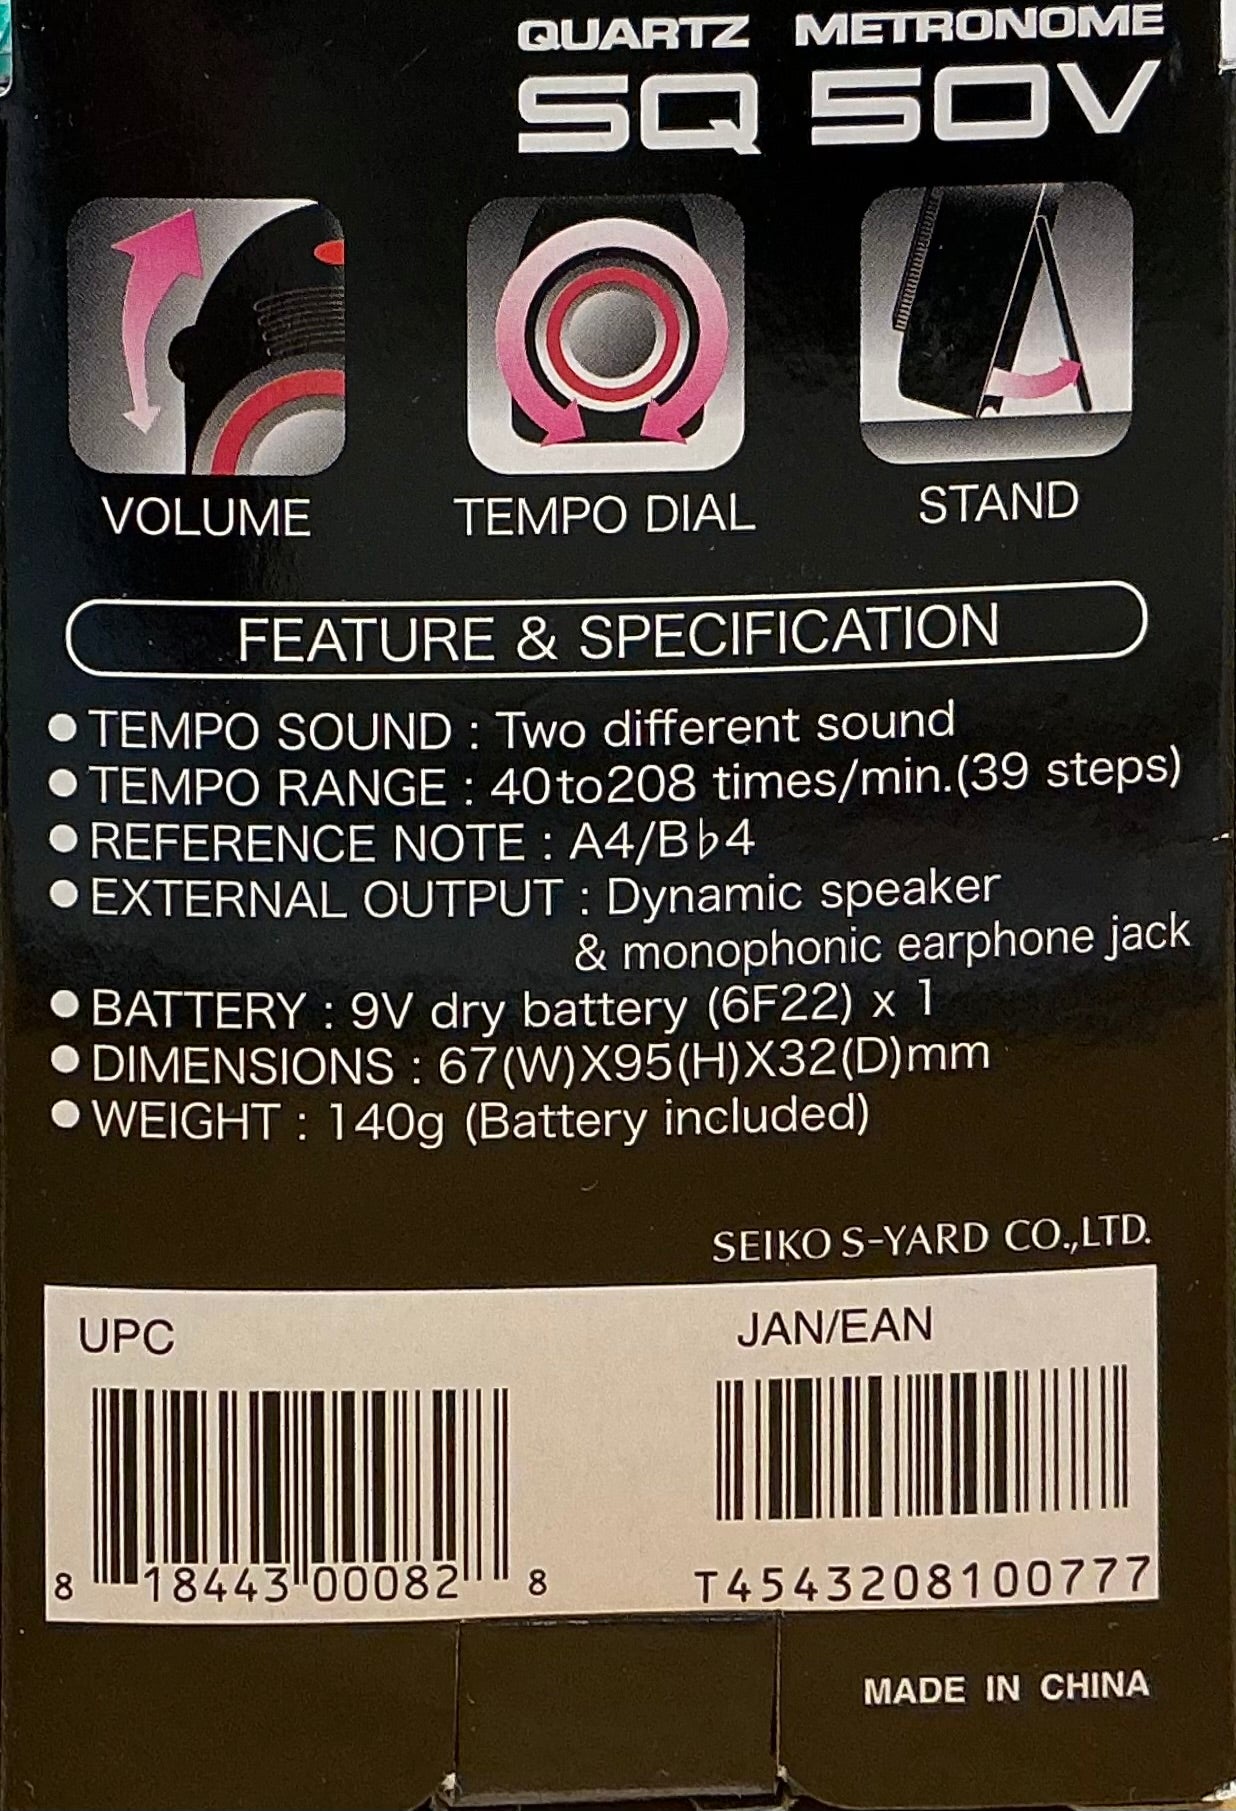 QUARTZ METRONOME
SQ 50V
VOLUME
TEMPO DIAL
STAND
FEATURE & SPECIFICATION
● TEMPO SOUND : Two different sound
● TEMPO RANGE : 40to208 times/min.(39 steps)
● REFERENCE NOTE : A4/B♭4
● EXTERNAL OUTPUT : Dynamic speaker
& monophonic earphone jack
● BATTERY : 9V dry battery (6F22) x 1
● DIMENSIONS : 67(W)X95(H)X32(D)mm
● WEIGHT : 140g (Battery included)
SEIKO S-YARD CO.,LTD.
UPC
JAN/EAN
8 18443 00082 8
T4543208100777
MADE IN CHINA